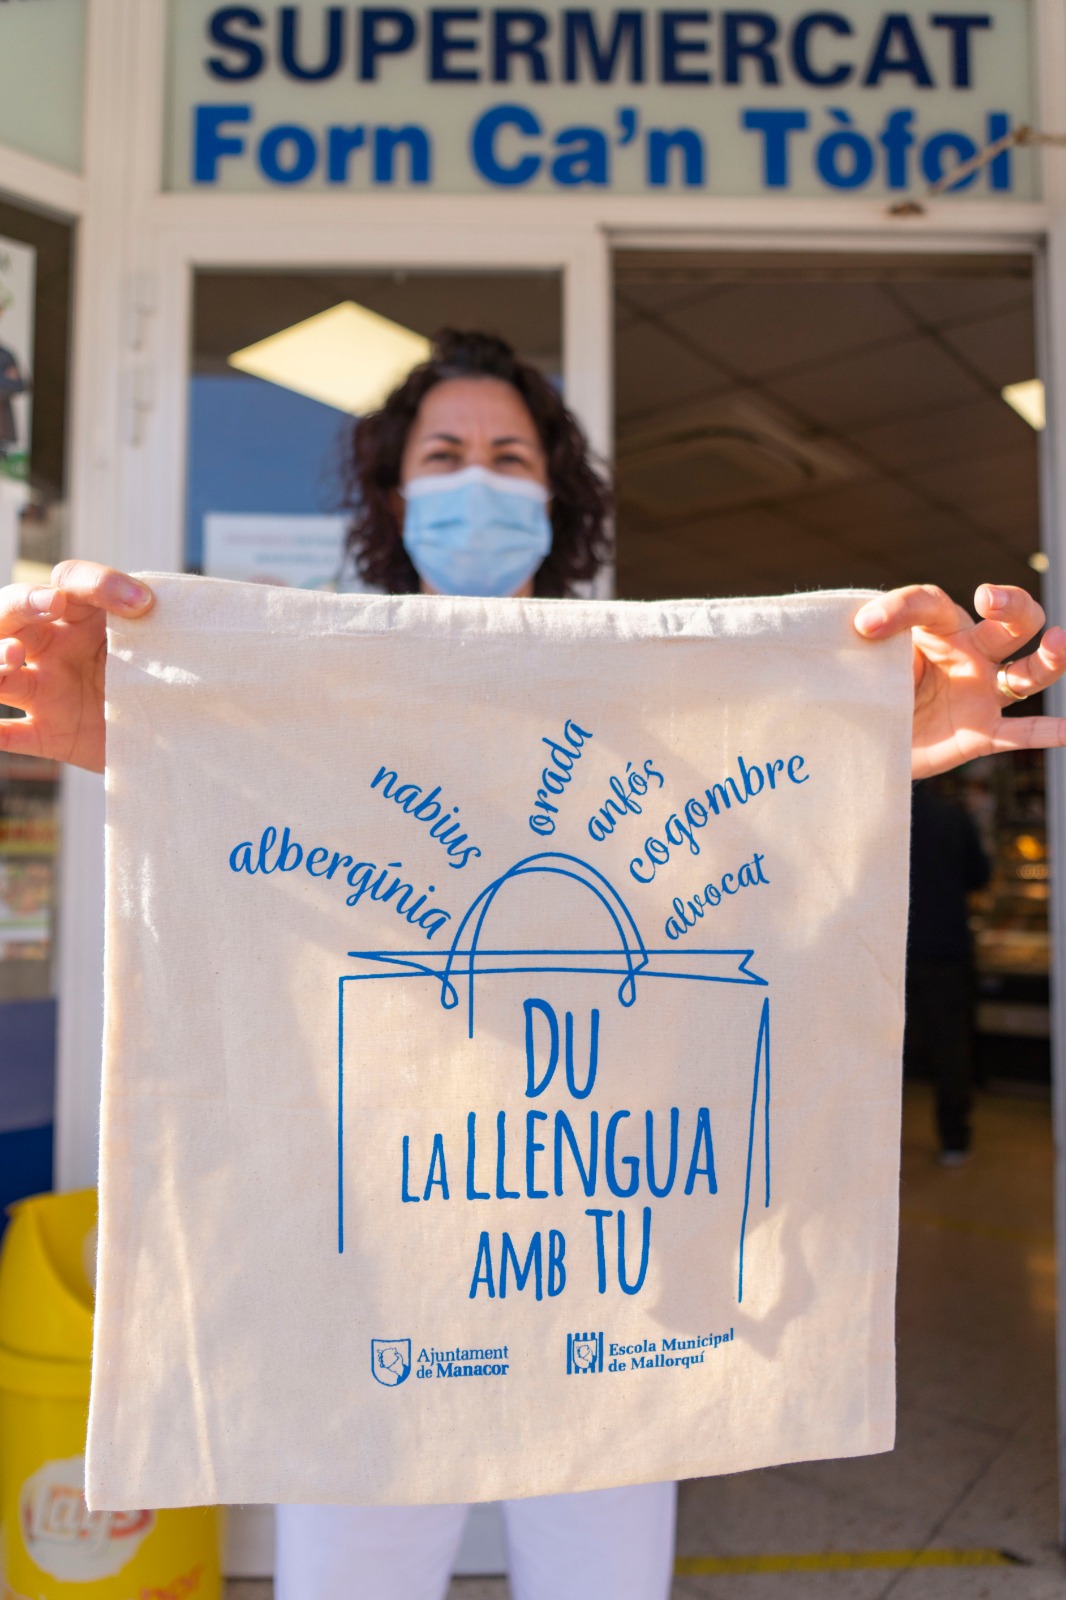 SUPERMERCAT
Forn Ca'n Tòfol
albergínia
nabius
orada
anfós
cogombre
alvocat
DU
LA LLENGUA
AMB TU
Ajuntament
de Manacor
Escola Municipal
de Mallorquí
Lay's